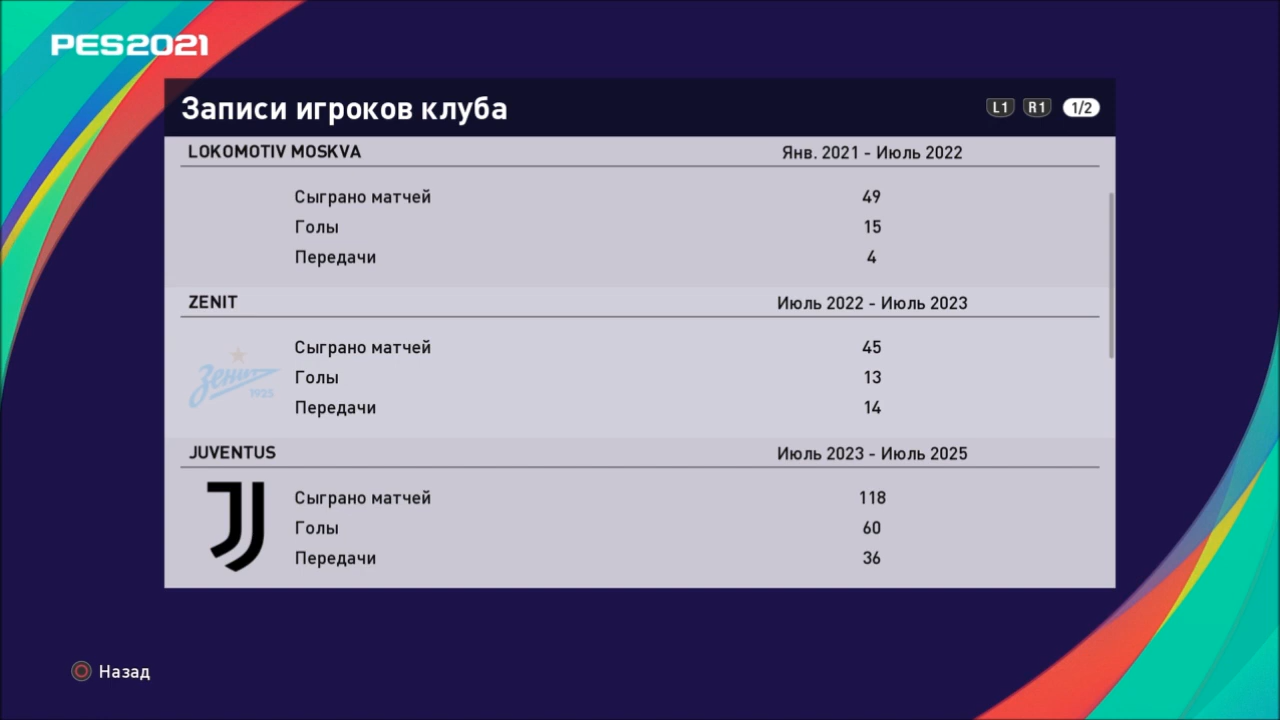 PES2021
Записи игроков клуба L1 R1 1/2
LOKOMOTIV MOSKVA Янв. 2021 - Июль 2022
Сыграно матчей 49
Голы 15
Передачи 4
ZENIT Июль 2022 - Июль 2023
Сыграно матчей 45
Зенит 1925
Голы 13
Передачи 14
JUVENTUS Июль 2023 - Июль 2025
Сыграно матчей 118
Голы 60
Передачи 36
Назад